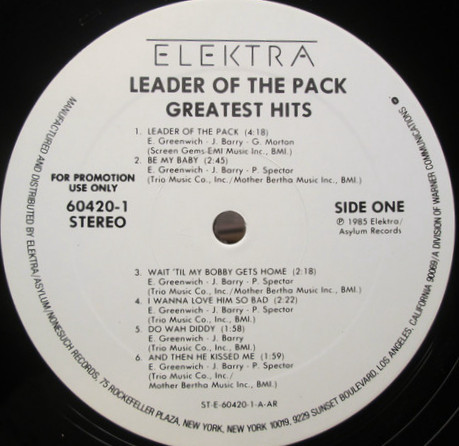 ELEKTRA
LEADER OF THE PACK
GREATEST HITS
1. LEADER OF THE PACK (4:18)
E. Greenwich - J. Barry - G. Morton
(Screen Gems-EMI Music Inc., BMI.)
2. BE MY BABY (2:45)
E. Greenwich - J. Barry - P. Spector
(Trio Music Co., Inc./Mother Bertha Music Inc., BMI.)
FOR PROMOTION
USE ONLY
60420-1
STEREO
SIDE ONE
℗ 1985 Elektra/
Asylum Records
3. WAIT 'TIL MY BOBBY GETS HOME (2:18)
E. Greenwich - J. Barry - P. Spector
(Trio Music Co., Inc./Mother Bertha Music Inc., BMI.)
4. I WANNA LOVE HIM SO BAD (2:22)
E. Greenwich - J. Barry - P. Spector
(Trio Music Co., Inc., BMI.)
5. DO WAH DIDDY (1:58)
E. Greenwich - J. Barry
(Trio Music Co., Inc., BMI.)
6. AND THEN HE KISSED ME (1:59)
E. Greenwich - J. Barry - P. Spector
(Trio Music Co., Inc./
Mother Bertha Music Inc., BMI.)
ST-E-60420-1-A-AR
MANUFACTURED AND DISTRIBUTED BY ELEKTRA/ASYLUM/NONESUCH RECORDS, 75 ROCKEFELLER PLAZA, NEW YORK, NEW YORK 10019, 9229 SUNSET BOULEVARD, LOS ANGELES, CALIFORNIA 90069/A DIVISION OF WARNER COMMUNICATIONS